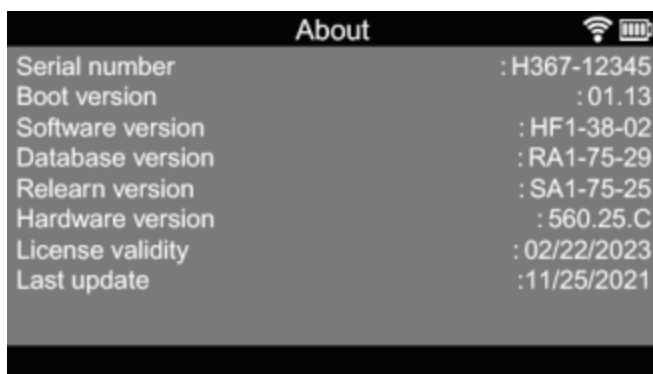 About
Serial number : H367-12345
Boot version : 01.13
Software version : HF1-38-02
Database version : RA1-75-29
Relearn version : SA1-75-25
Hardware version : 560.25.C
License validity : 02/22/2023
Last update :11/25/2021